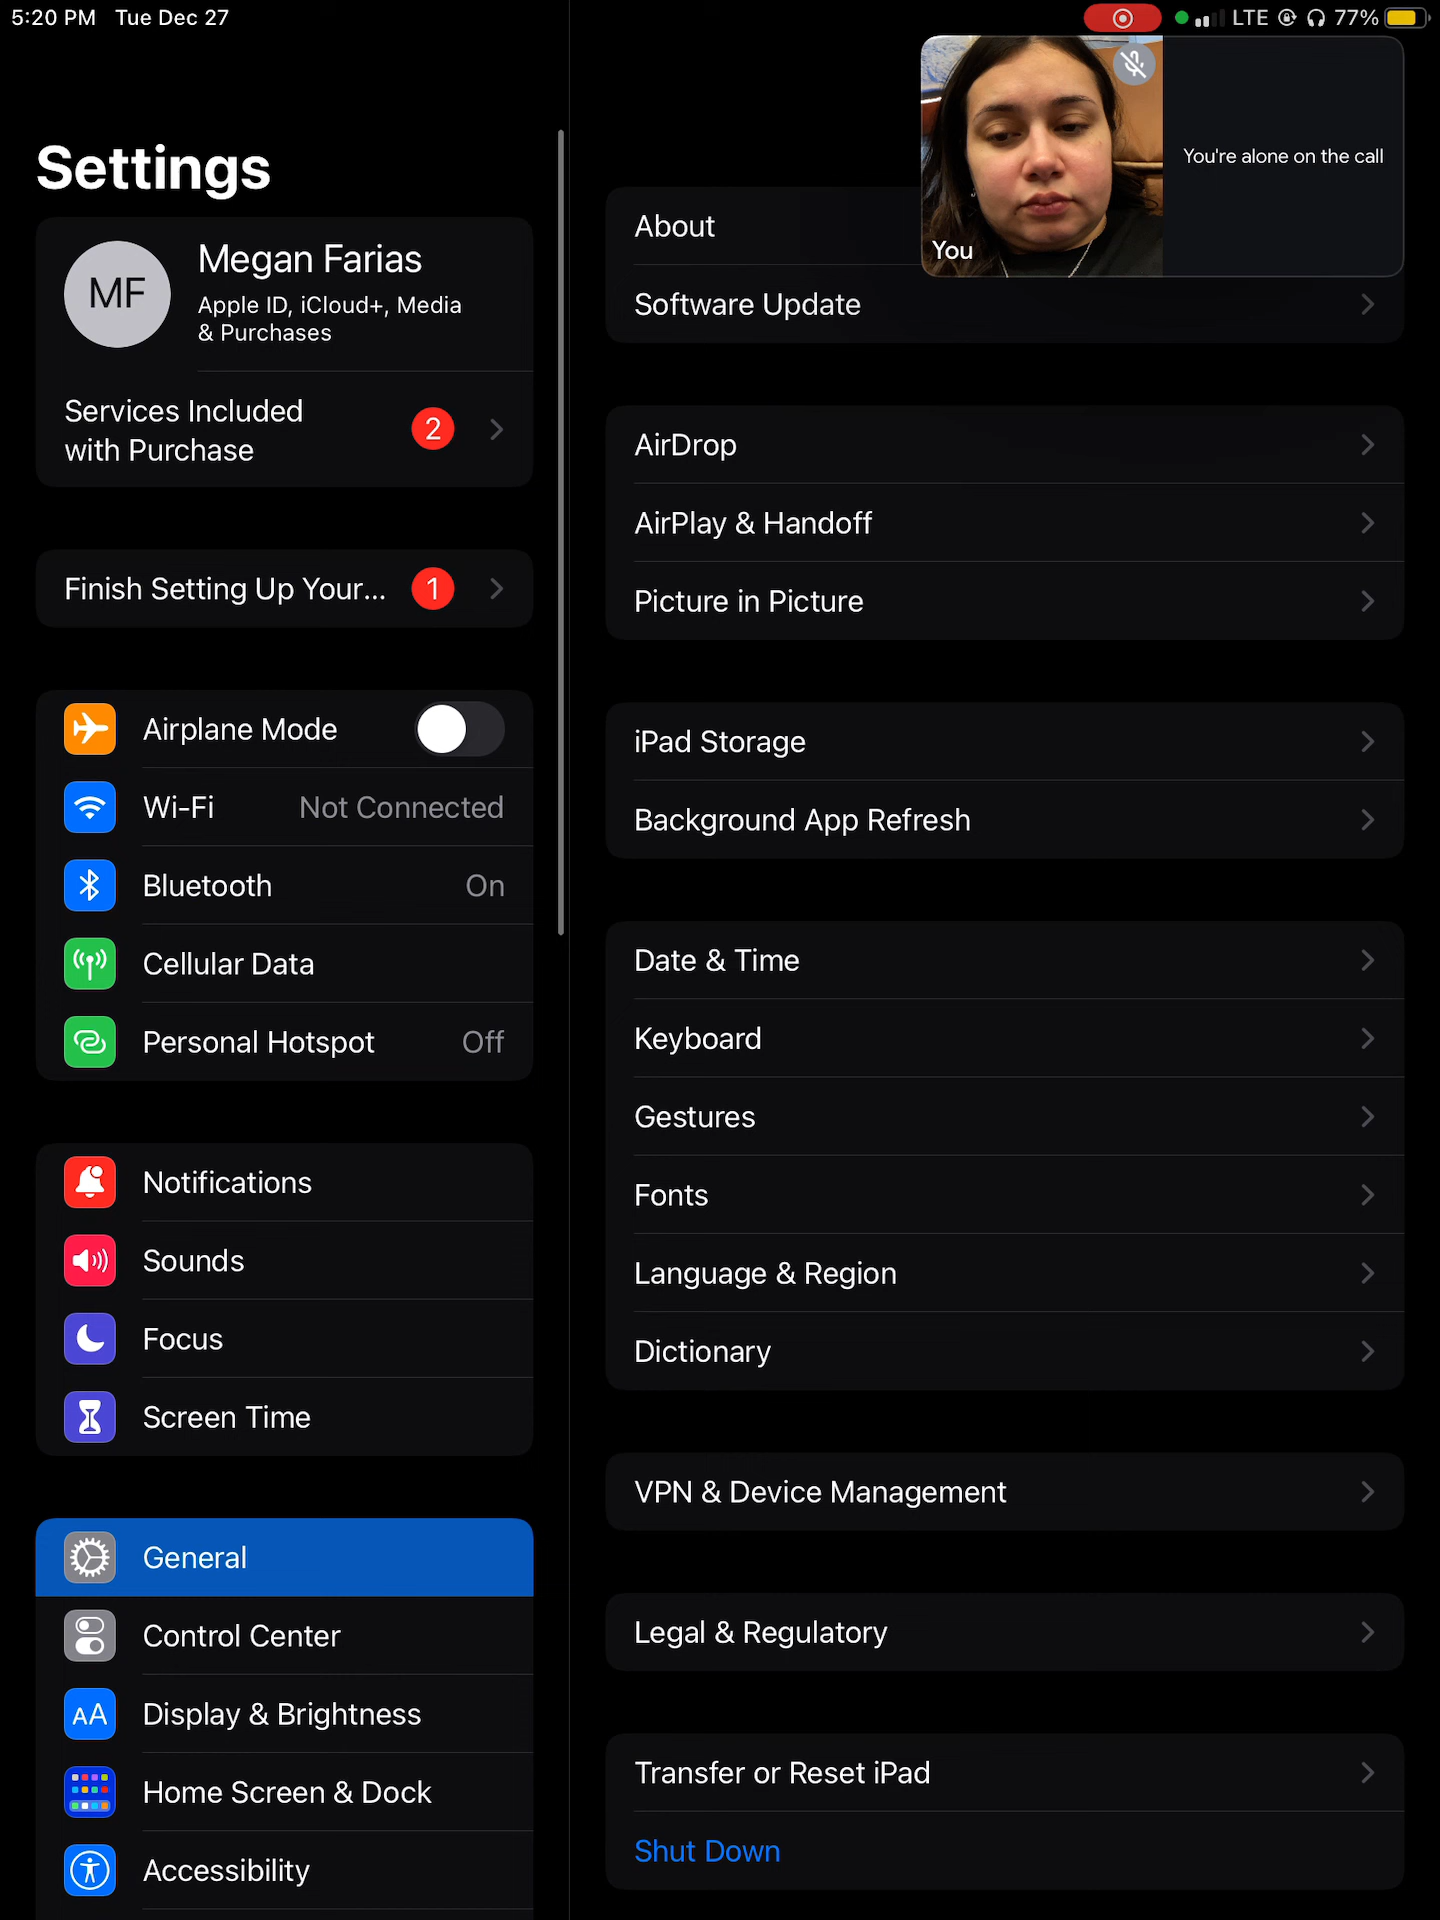 5:20 PM Tue Dec 27
LTE 77%
You're alone on the call
You
Settings
MF
Megan Farias
Apple ID, iCloud+, Media
& Purchases
Services Included
with Purchase
2
Finish Setting Up Your...
1
Airplane Mode
Wi-Fi Not Connected
Bluetooth On
Cellular Data
Personal Hotspot Off
Notifications
Sounds
Focus
Screen Time
General
Control Center
AA Display & Brightness
Home Screen & Dock
Accessibility
About
Software Update
AirDrop
AirPlay & Handoff
Picture in Picture
iPad Storage
Background App Refresh
Date & Time
Keyboard
Gestures
Fonts
Language & Region
Dictionary
VPN & Device Management
Legal & Regulatory
Transfer or Reset iPad
Shut Down